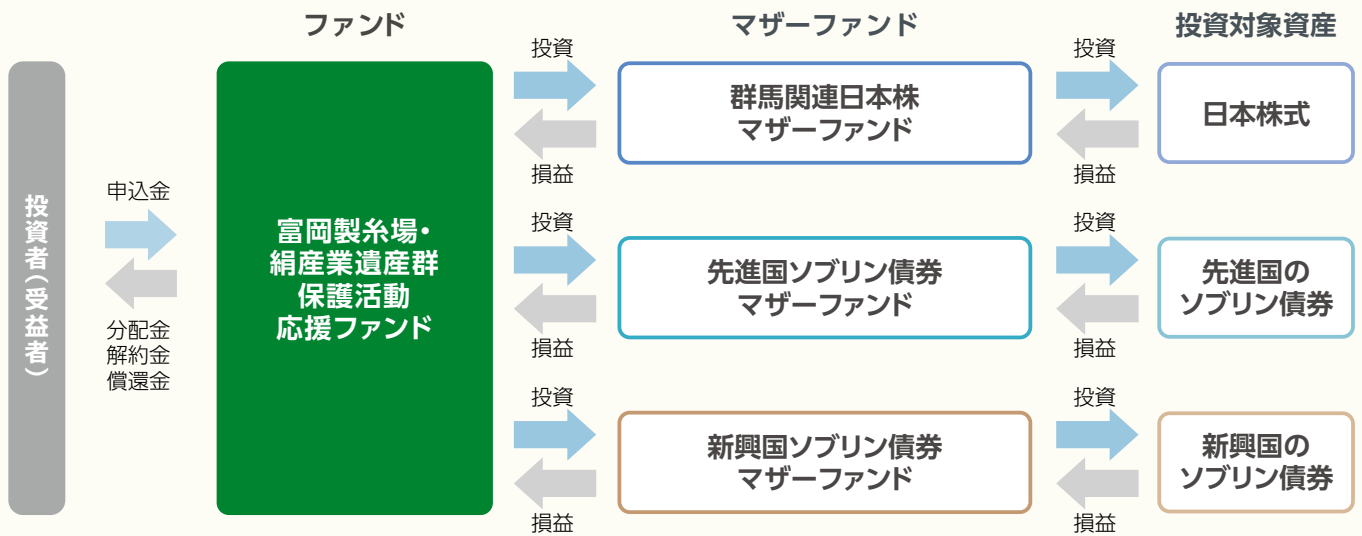 ファンド
マザーファンド
投資対象資産
投資者(受益者)
申込金
分配金
解約金
償還金
富岡製糸場・
絹産業遺産群
保護活動
応援ファンド
投資
損益
群馬関連日本株
マザーファンド
投資
損益
日本株式
投資
損益
先進国ソブリン債券
マザーファンド
投資
損益
先進国の
ソブリン債券
投資
損益
新興国ソブリン債券
マザーファンド
投資
損益
新興国の
ソブリン債券